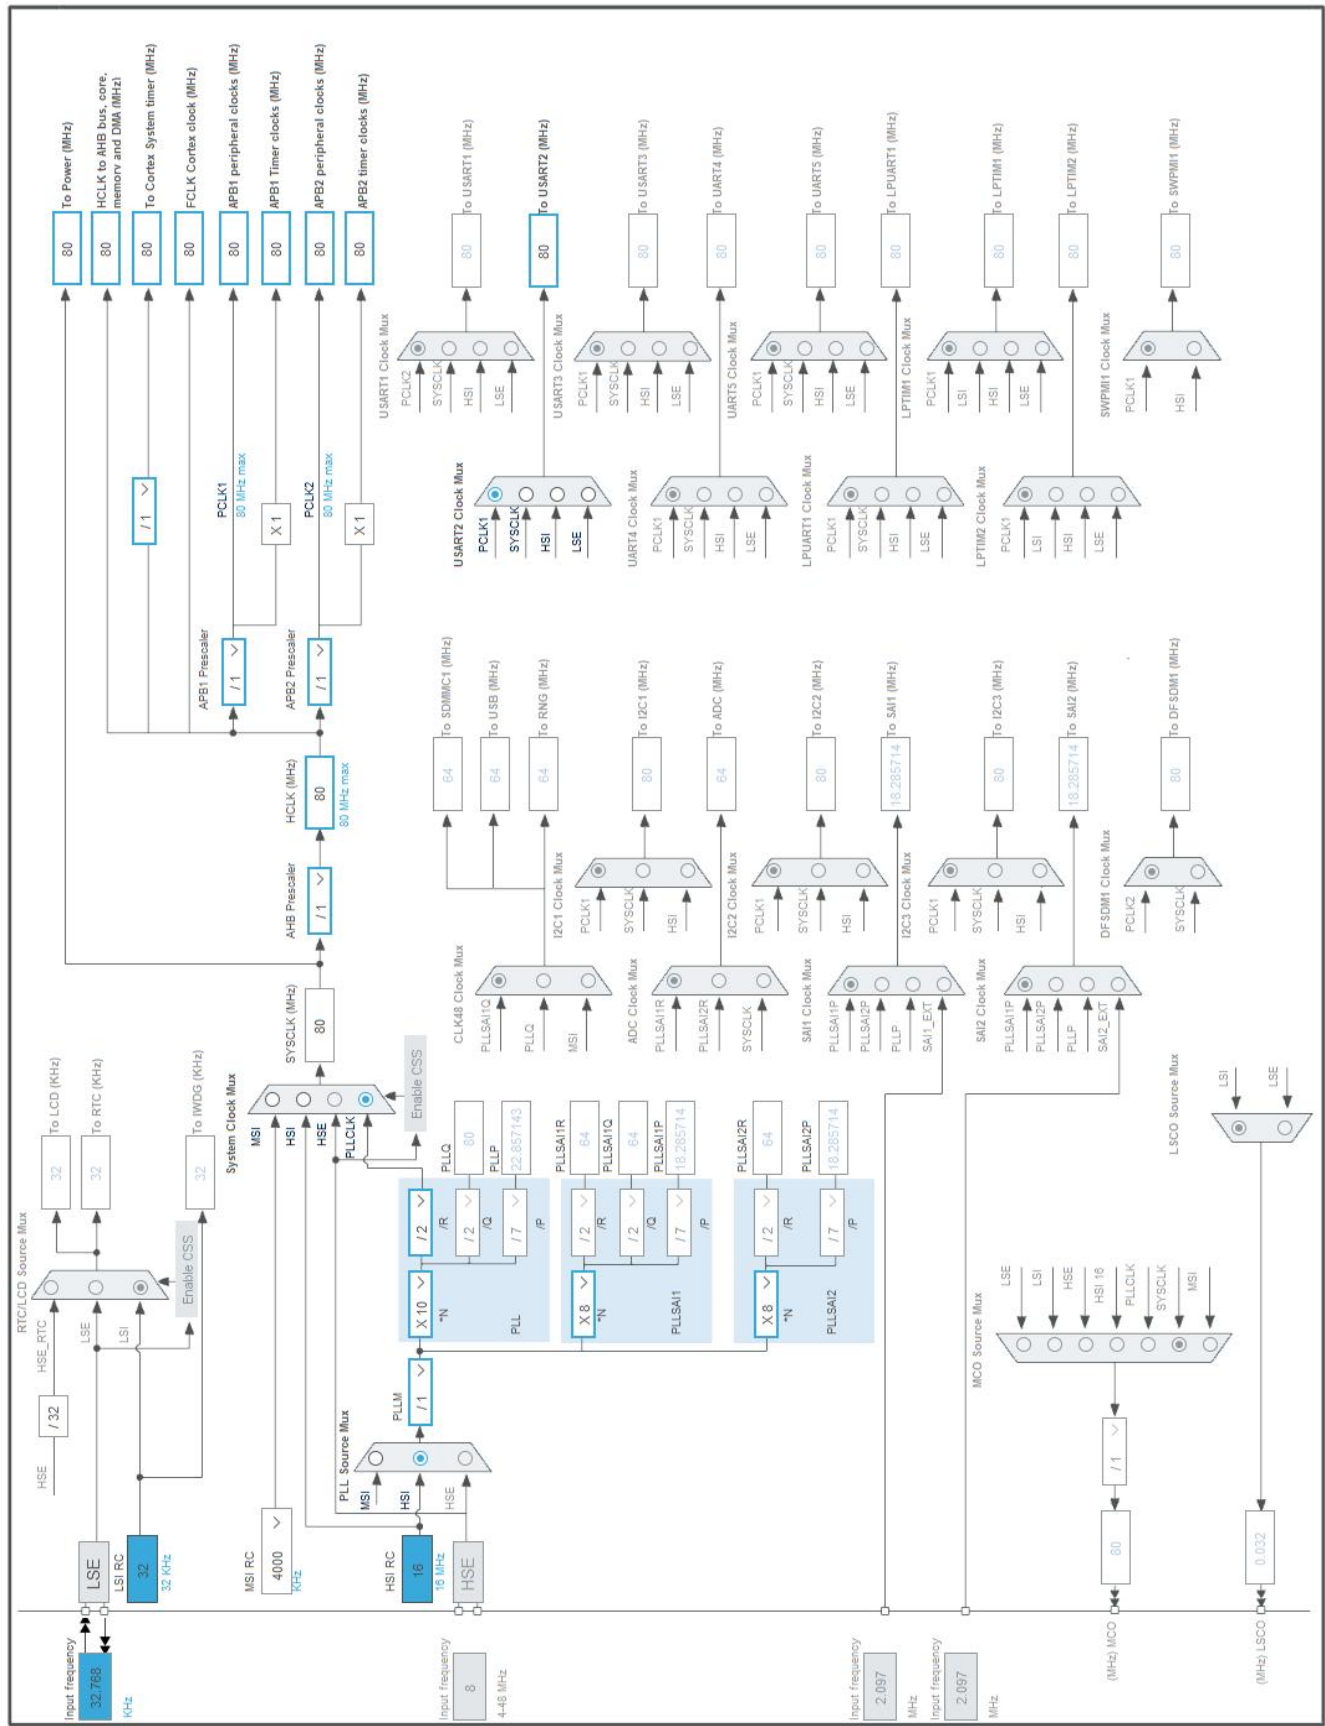 Input frequency
32.768
KHz
LSE
LSI RC
32
32 KHz
HSE
/ 32
HSE_RTC
LSE
LSI
RTC/LCD Source Mux
Enable CSS
32
To LCD (KHz)
32
To RTC (KHz)
32
To IWDG (KHz)
MSI RC
4000
KHz
HSI RC
16
16 MHz
Input frequency
8
4-48 MHz
HSE
PLL Source Mux
MSI
HSI
HSE
PLLM
/ 1
X 10
*N
PLL
/ 2
/R
/ 2
/Q
/ 7
/P
PLLQ
80
PLLP
22.857143
X 8
*N
PLLSAI1
/ 2
/R
/ 2
/Q
/ 7
/P
PLLSAI1R
64
PLLSAI1Q
64
PLLSAI1P
18.285714
X 8
*N
PLLSAI2
/ 2
/R
/ 7
/P
PLLSAI2R
64
PLLSAI2P
18.285714
System Clock Mux
MSI
HSI
HSE
PLLCLK
Enable CSS
SYSCLK (MHz)
80
AHB Prescaler
/ 1
HCLK (MHz)
80
80 MHz max
APB1 Prescaler
/ 1
APB2 Prescaler
/ 1
/ 1
PCLK1
80 MHz max
X 1
PCLK2
80 MHz max
X 1
80
To Power (MHz)
80
HCLK to AHB bus, core,
memory and DMA (MHz)
80
To Cortex System timer (MHz)
80
FCLK Cortex clock (MHz)
80
APB1 peripheral clocks (MHz)
80
APB1 Timer clocks (MHz)
80
APB2 peripheral clocks (MHz)
80
APB2 timer clocks (MHz)
CLK48 Clock Mux
PLLSAI1Q
PLLQ
MSI
64
To SDMMC1 (MHz)
64
To USB (MHz)
64
To RNG (MHz)
I2C1 Clock Mux
PCLK1
SYSCLK
HSI
80
To I2C1 (MHz)
ADC Clock Mux
PLLSAI1R
PLLSAI2R
SYSCLK
64
To ADC (MHz)
I2C2 Clock Mux
PCLK1
SYSCLK
HSI
80
To I2C2 (MHz)
SAI1 Clock Mux
PLLSAI1P
PLLSAI2P
PLLP
SAI1_EXT
18.285714
To SAI1 (MHz)
I2C3 Clock Mux
PCLK1
SYSCLK
HSI
80
To I2C3 (MHz)
SAI2 Clock Mux
PLLSAI1P
PLLSAI2P
PLLP
SAI2_EXT
18.285714
To SAI2 (MHz)
DFSDM1 Clock Mux
PCLK2
SYSCLK
80
To DFSDM1 (MHz)
USART1 Clock Mux
PCLK2
SYSCLK
HSI
LSE
80
To USART1 (MHz)
USART2 Clock Mux
PCLK1
SYSCLK
HSI
LSE
80
To USART2 (MHz)
USART3 Clock Mux
PCLK1
SYSCLK
HSI
LSE
80
To USART3 (MHz)
UART4 Clock Mux
PCLK1
SYSCLK
HSI
LSE
80
To UART4 (MHz)
UART5 Clock Mux
PCLK1
SYSCLK
HSI
LSE
80
To UART5 (MHz)
LPUART1 Clock Mux
PCLK1
SYSCLK
HSI
LSE
80
To LPUART1 (MHz)
LPTIM1 Clock Mux
PCLK1
LSI
HSI
LSE
80
To LPTIM1 (MHz)
LPTIM2 Clock Mux
PCLK1
LSI
HSI
LSE
80
To LPTIM2 (MHz)
SWPMI1 Clock Mux
PCLK1
HSI
80
To SWPMI1 (MHz)
Input frequency
2.097
MHz
Input frequency
2.097
MHz
MCO Source Mux
LSE
LSI
HSE
HSI 16
PLLCLK
SYSCLK
MSI
/ 1
80
(MHz) MCO
LSCO Source Mux
LSI
LSE
0.032
(MHz) LSCO